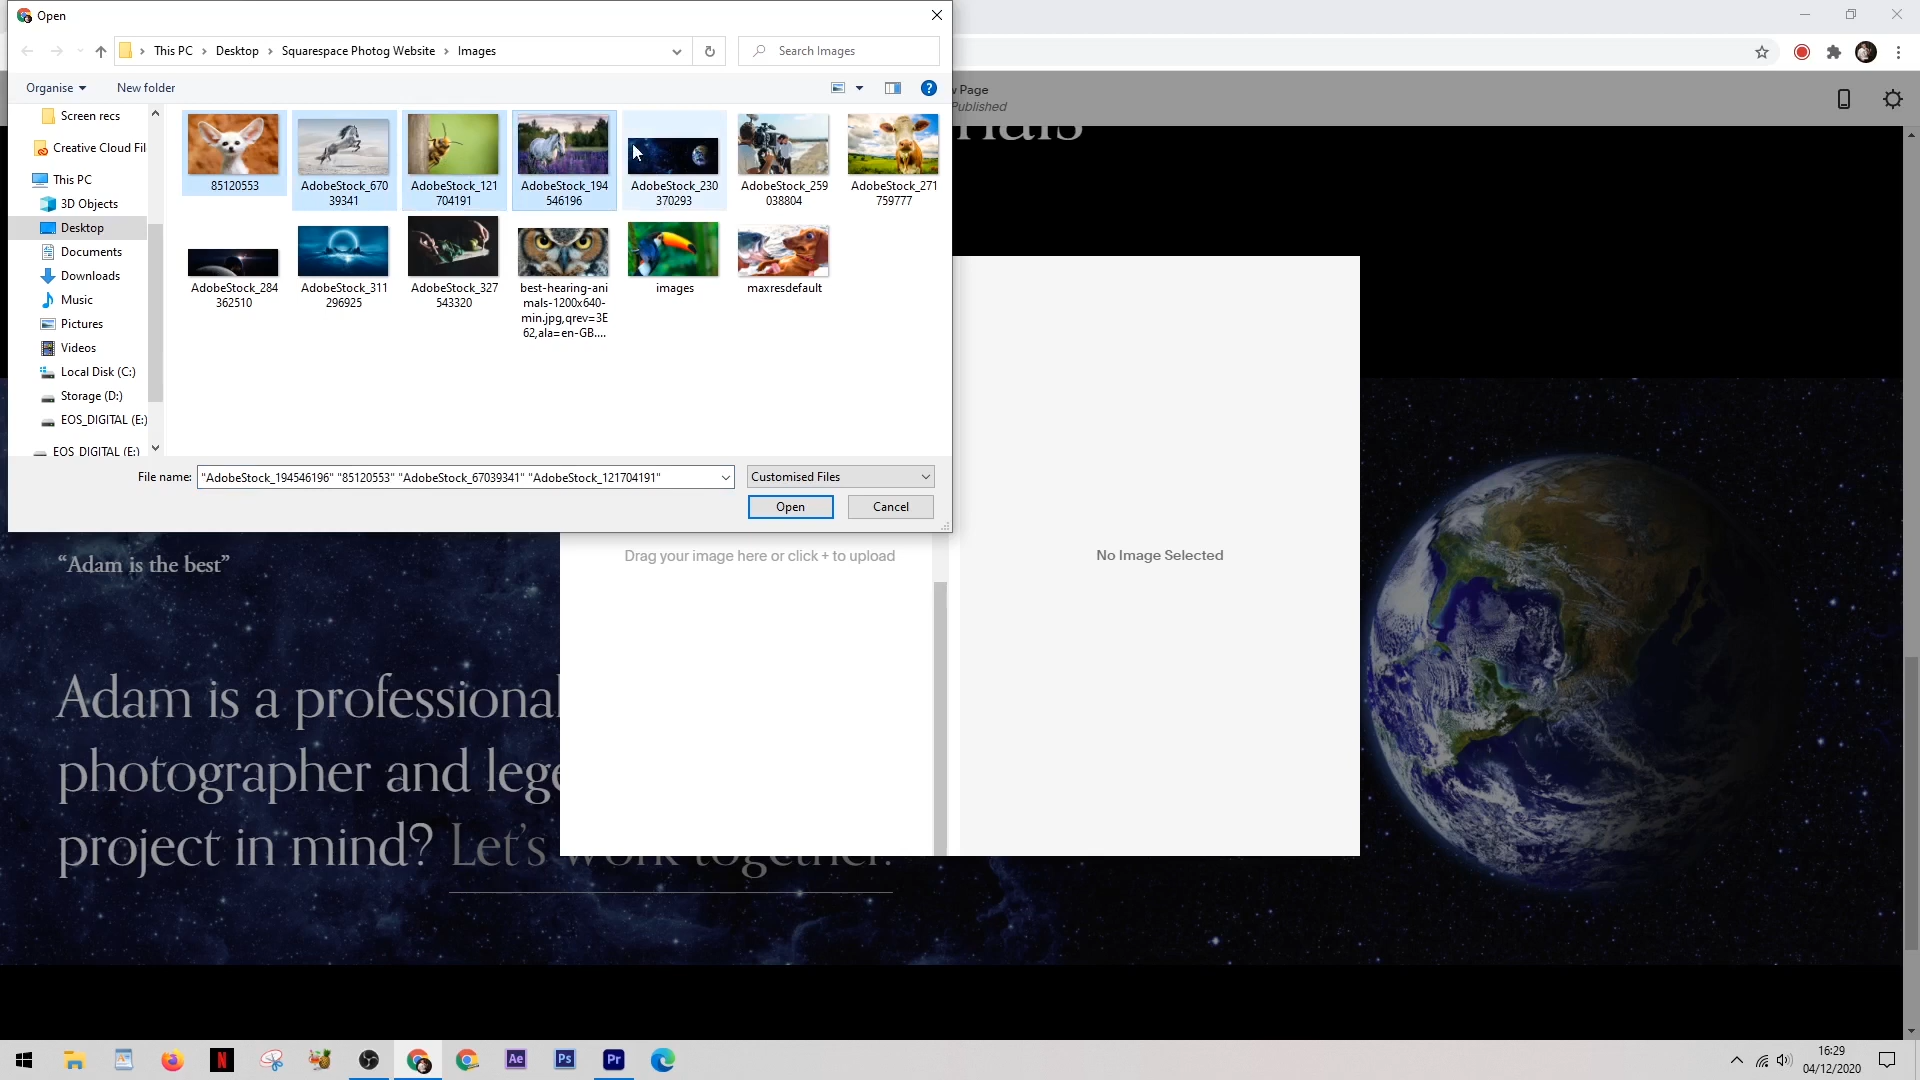 Open
This PC
Desktop
Squarespace Photog Website
Images
Search Images
Organise
New folder
Screen recs
Creative Cloud Fil
This PC
3D Objects
Desktop
Documents
Downloads
Music
Pictures
Videos
Local Disk (C:)
Storage (D:)
EOS_DIGITAL (E:)
EOS_DIGITAL (E:)
85120553
AdobeStock_670
39341
AdobeStock_121
704191
AdobeStock_194
546196
AdobeStock_230
370293
AdobeStock_259
038804
AdobeStock_271
759777
AdobeStock_284
362510
AdobeStock_311
296925
AdobeStock_327
543320
best-hearing-ani
mals-1200x640-
min.jpg,qrev=3E
62,ala=en-GB....
images
maxresdefault
File name:
"AdobeStock_194546196" "85120553" "AdobeStock_67039341" "AdobeStock_121704191"
Customised Files
Open
Cancel
w Page
Published
Drag your image here or click + to upload
No Image Selected
“Adam is the best”
Adam is a professional
photographer and lege
project in mind? Let’s work together.
Ae
Ps
Pr
16:29
04/12/2020